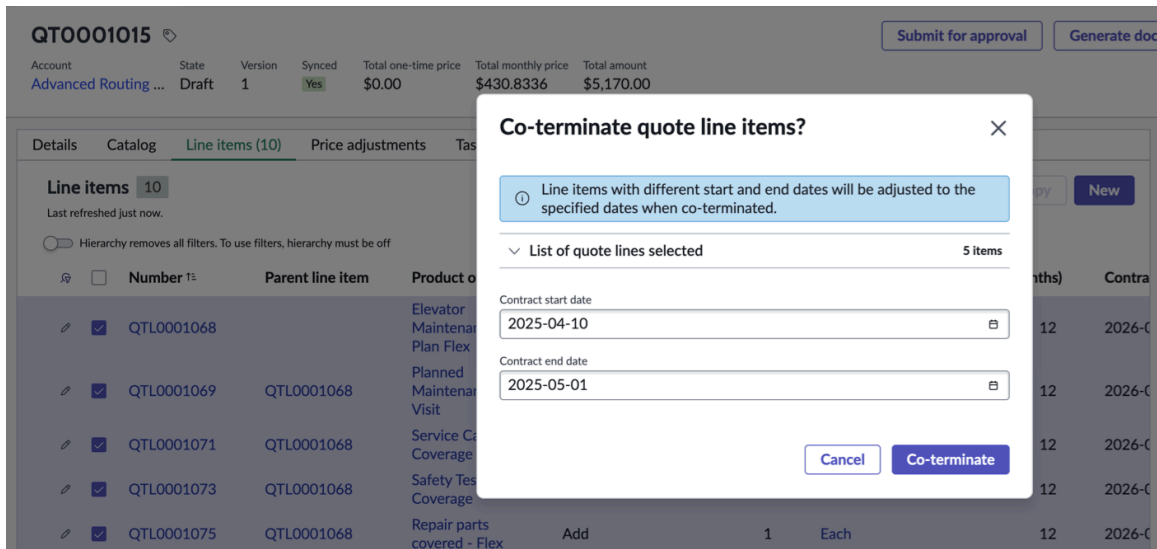 QT0001015
Submit for approval
Generate doc
Account State Version Synced Total one-time price Total monthly price Total amount
Advanced Routing ... Draft 1 Yes $0.00 $430.8336 $5,170.00
Details Catalog Line items (10) Price adjustments Tas
Line items 10
Last refreshed just now.
py New
Hierarchy removes all filters. To use filters, hierarchy must be off
Number Parent line item Product o nths) Contra
QTL0001068 Elevator Maintenan Plan Flex 12 2026-0
QTL0001069 QTL0001068 Planned Maintenan Visit 12 2026-0
QTL0001071 QTL0001068 Service Ca Coverage 12 2026-0
QTL0001073 QTL0001068 Safety Tes Coverage 12 2026-0
QTL0001075 QTL0001068 Repair parts covered - Flex Add 1 Each 12 2026-0
Co-terminate quote line items?
Line items with different start and end dates will be adjusted to the
specified dates when co-terminated.
List of quote lines selected 5 items
Contract start date
2025-04-10
Contract end date
2025-05-01
Cancel Co-terminate